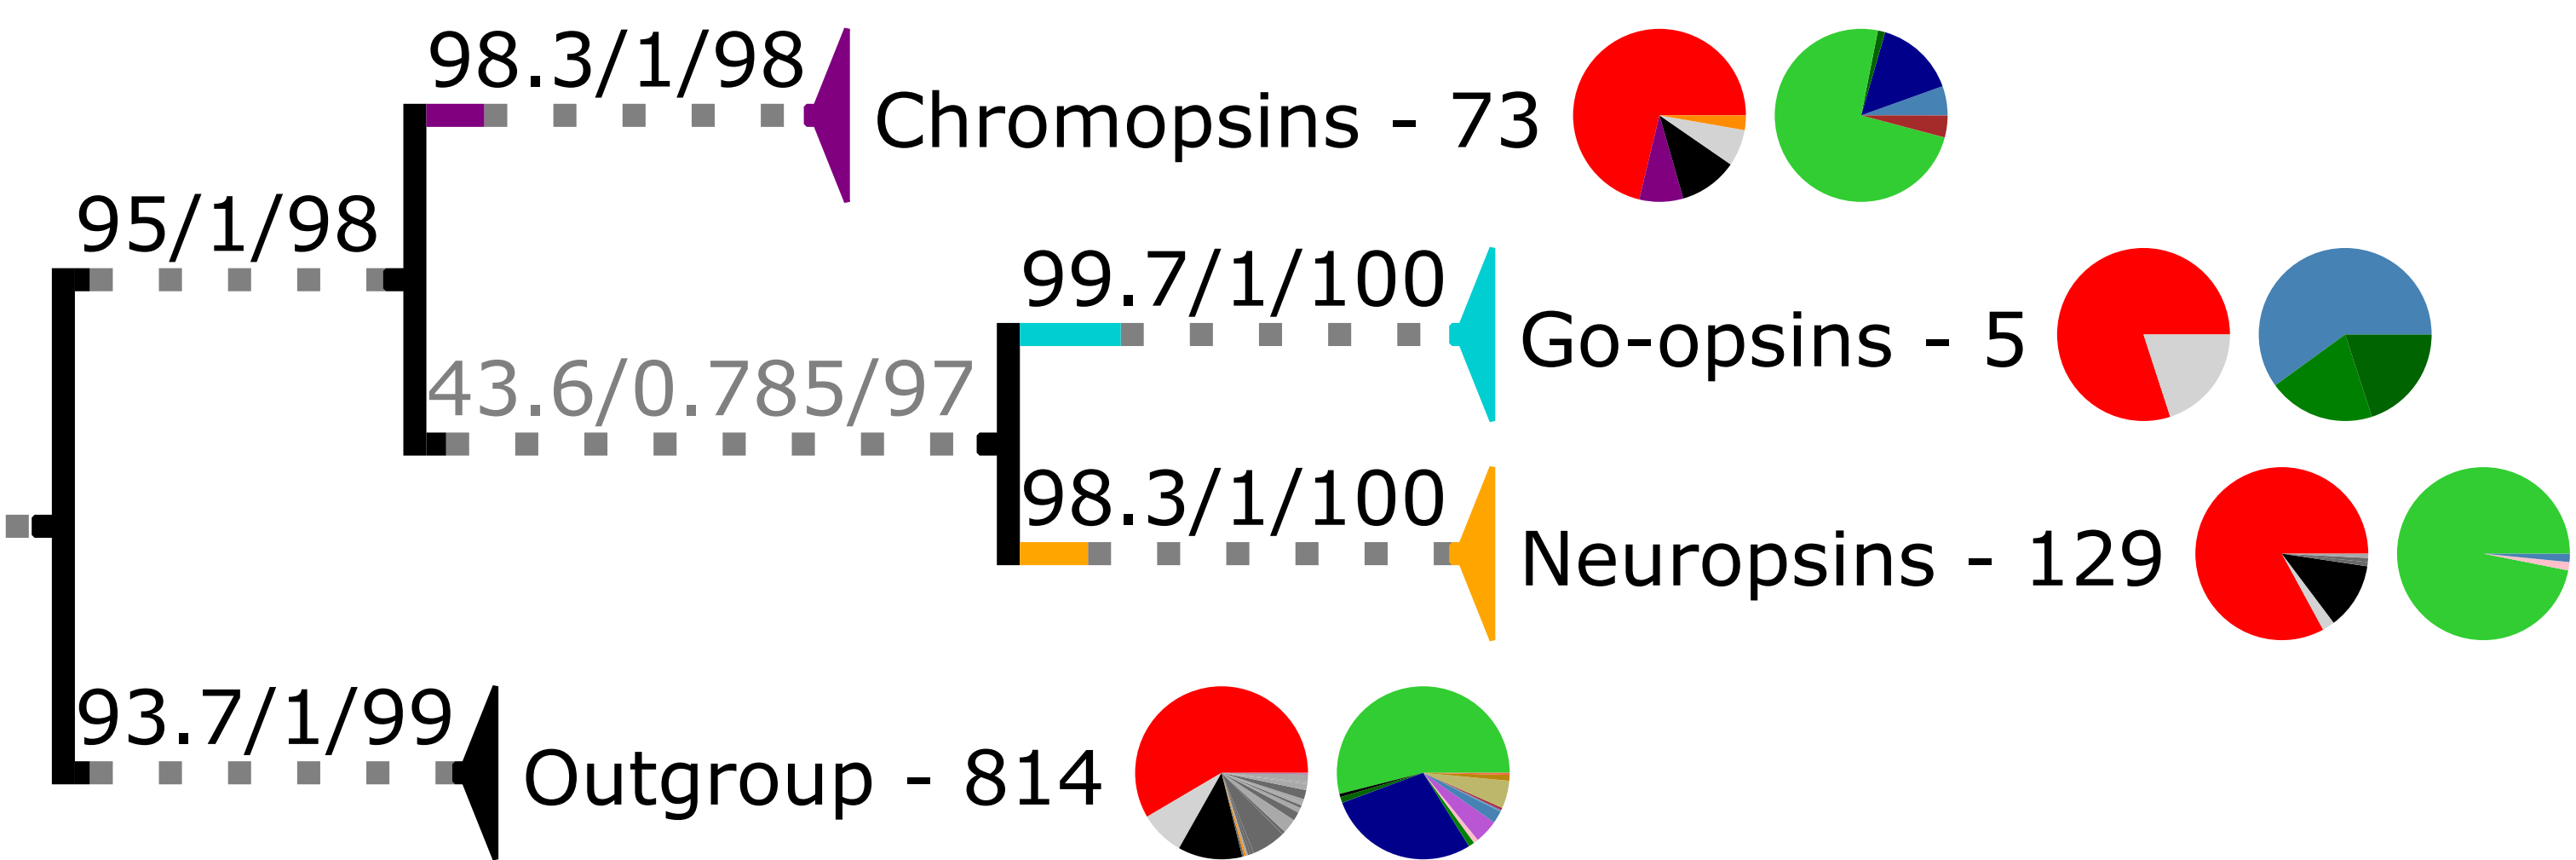 98.3/1/98
Chromopsins - 73
95/1/98
99.7/1/100
Go-opsins - 5
43.6/0.785/97
98.3/1/100
Neuropsins - 129
93.7/1/99
Outgroup - 814